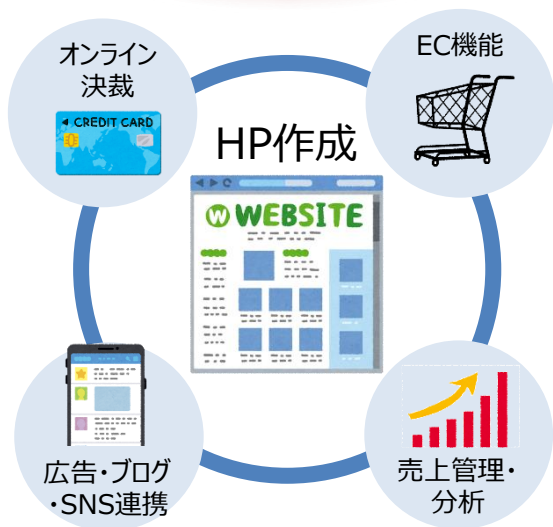 オンライン
決裁
◀ CREDIT CARD
EC機能
HP作成
W WEBSITE
広告・ブログ
・SNS連携
売上管理・
分析